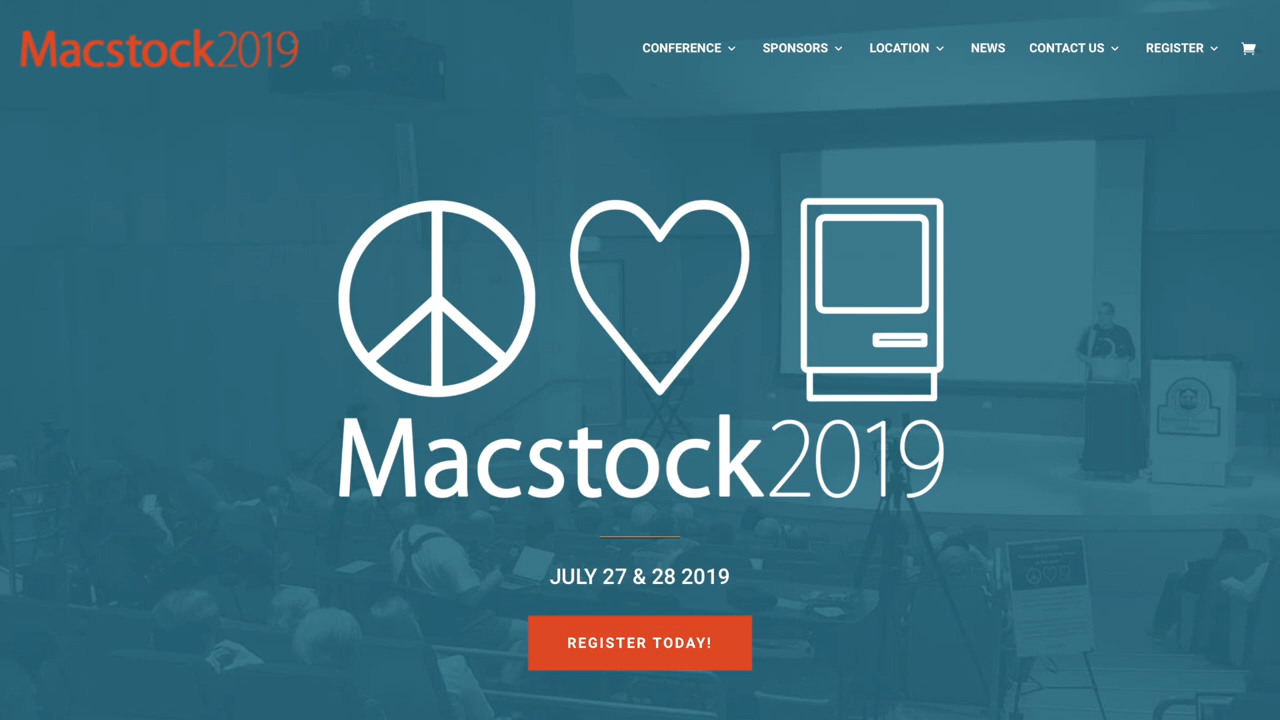 Macstock2019
CONFERENCE SPONSORS LOCATION NEWS CONTACT US REGISTER
Macstock2019
JULY 27 & 28 2019
REGISTER TODAY!